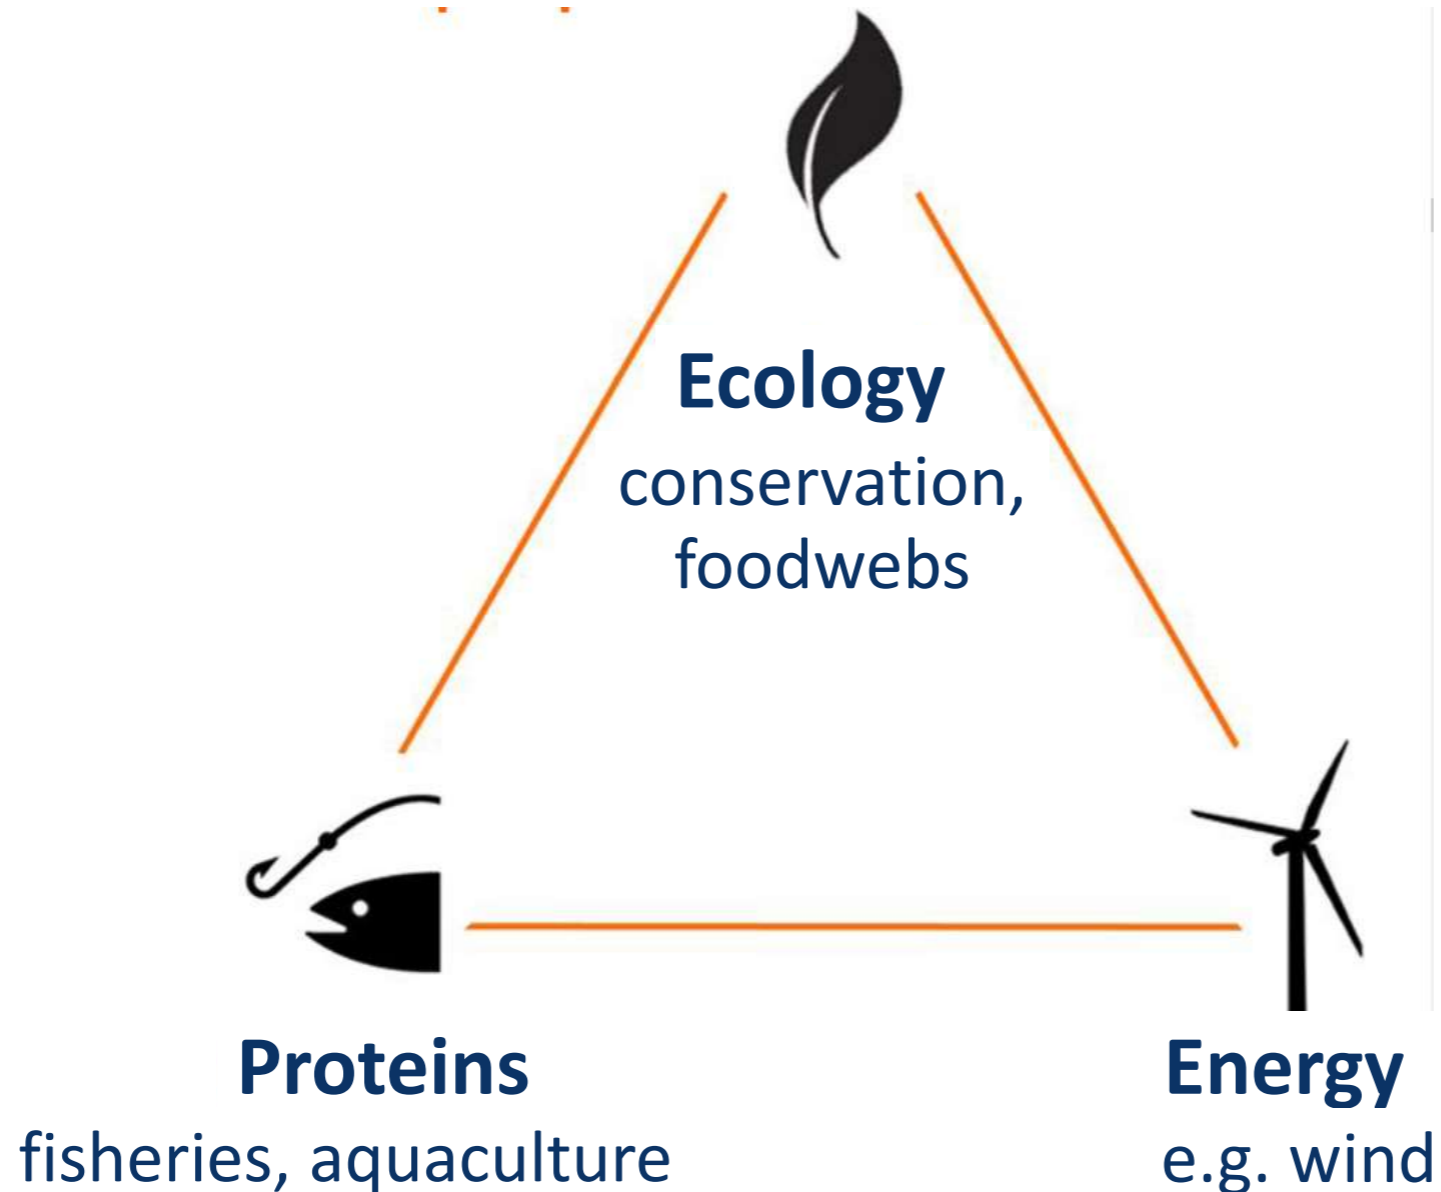 Ecology
conservation,
foodwebs
Proteins
fisheries, aquaculture
Energy
e.g. wind